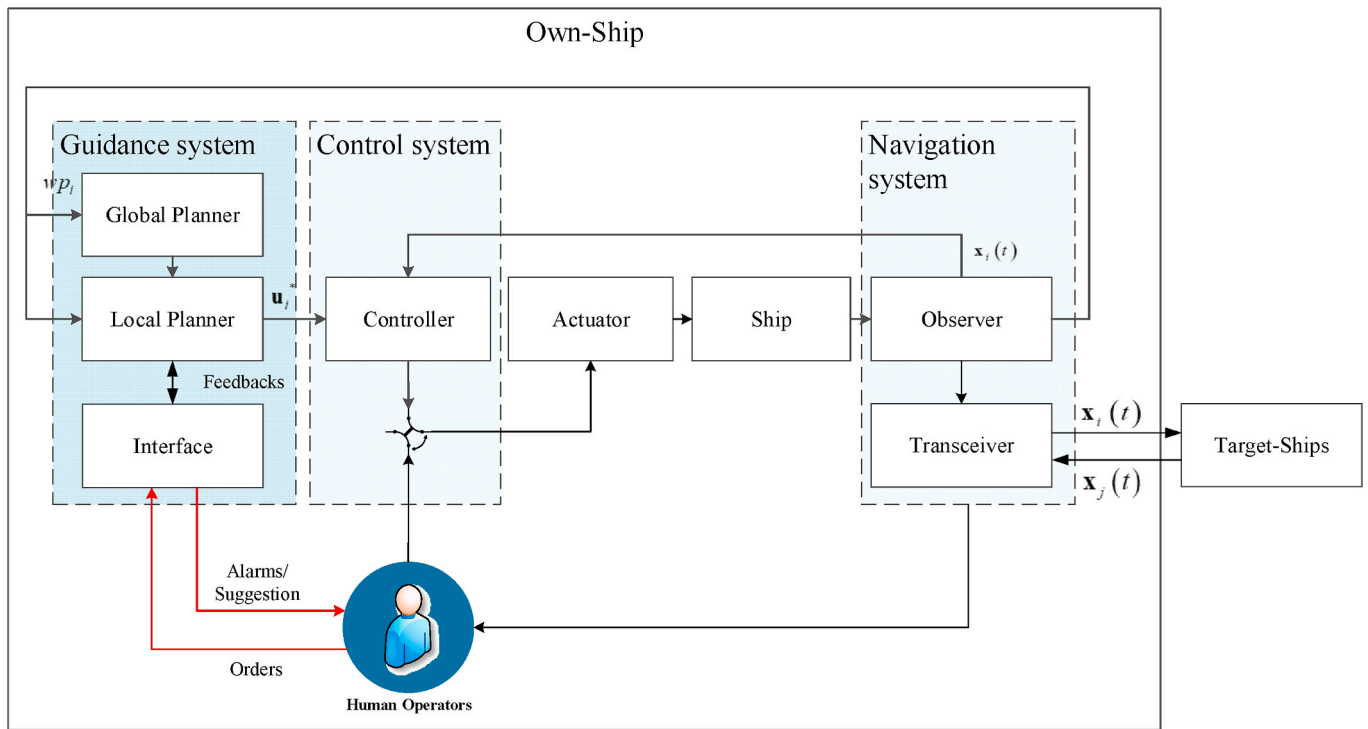 Own-Ship
Guidance system
Control system
Navigation
system
wp_i
Global Planner
x_i(t)
u_i*
Local Planner
Controller
Actuator
Ship
Observer
Feedbacks
Interface
Transceiver
x_i(t)
Target-Ships
x_j(t)
Alarms/
Suggestion
Orders
Human Operators